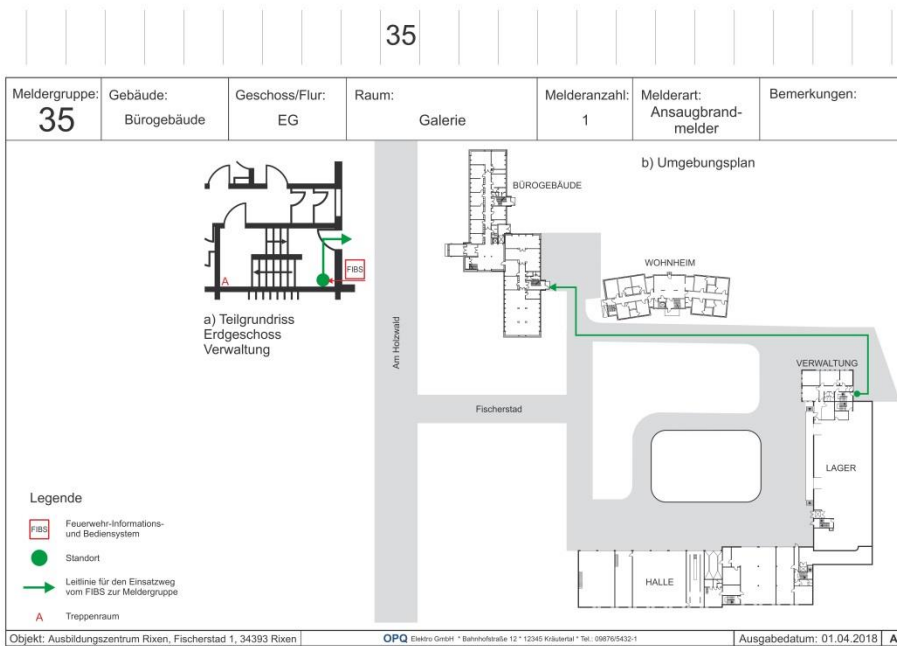 35
Meldergruppe:
35
Gebäude:
Bürogebäude
Geschoss/Flur:
EG
Raum:
Galerie
Melderanzahl:
1
Melderart:
Ansaugbrand-
melder
Bemerkungen:
b) Umgebungsplan
BÜROGEBÄUDE
WOHNHEIM
FIBS
A
a) Teilgrundriss
Erdgeschoss
Verwaltung
Am Holzwald
VERWALTUNG
Fischerstad
LAGER
HALLE
Legende
FIBS Feuerwehr-Informations-
und Bediensystem
Standort
Leitlinie für den Einsatzweg
vom FIBS zur Meldergruppe
A Treppenraum
Objekt: Ausbildungszentrum Rixen, Fischerstad 1, 34393 Rixen
OPQ Elektro GmbH * Bahnhofstraße 12 * 12345 Kräutertal * Tel.: 09876/5432-1
Ausgabedatum: 01.04.2018
A